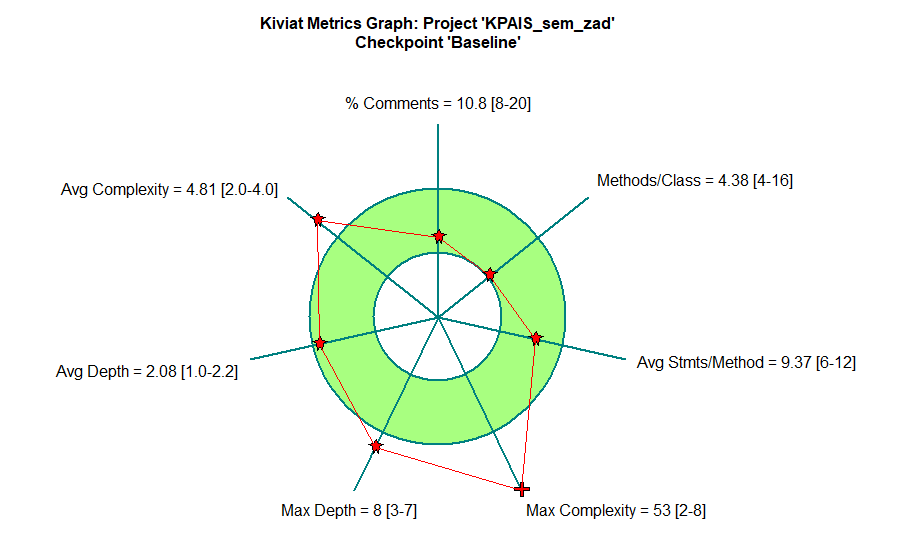 Kiviat Metrics Graph: Project 'KPAIS_sem_zad'
Checkpoint 'Baseline'
% Comments = 10.8 [8-20]
Methods/Class = 4.38 [4-16]
Avg Complexity = 4.81 [2.0-4.0]
Avg Stmts/Method = 9.37 [6-12]
Avg Depth = 2.08 [1.0-2.2]
Max Depth = 8 [3-7]
Max Complexity = 53 [2-8]